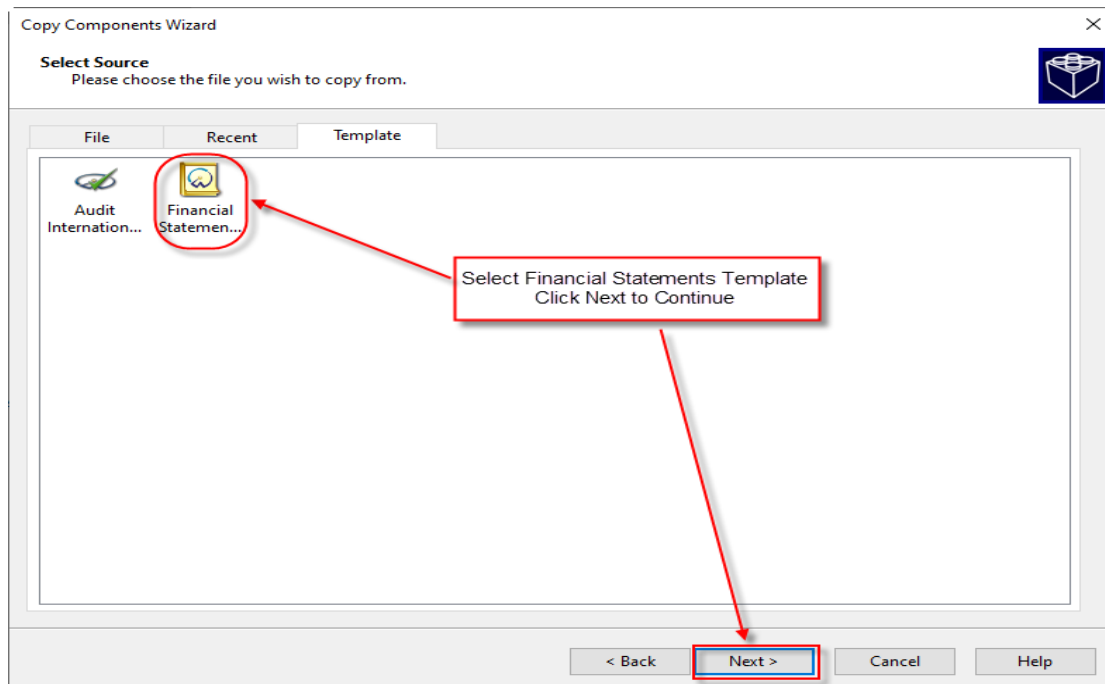 Copy Components Wizard
Select Source
Please choose the file you wish to copy from.
File
Recent
Template
Audit
Internation...
Financial
Statemen...
Select Financial Statements Template
Click Next to Continue
< Back
Next >
Cancel
Help